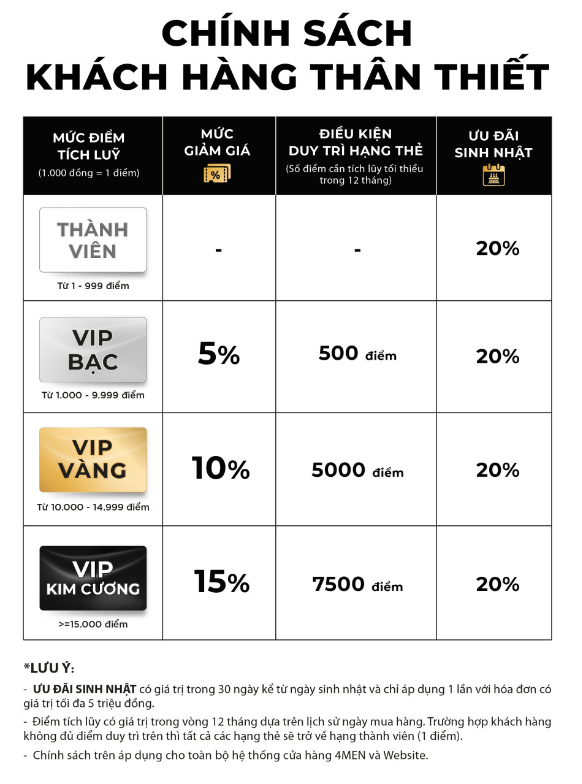 CHÍNH SÁCH
KHÁCH HÀNG THÂN THIẾT
MỨC ĐIỂM
TÍCH LUỸ
(1.000 đồng = 1 điểm)
MỨC
GIẢM GIÁ
%
ĐIỀU KIỆN
DUY TRÌ HẠNG THẺ
(Số điểm cần tích lũy tối thiểu
trong 12 tháng)
ƯU ĐÃI
SINH NHẬT
THÀNH
VIÊN
Từ 1 - 999 điểm
-
-
20%
VIP
BẠC
Từ 1.000 - 9.999 điểm
5%
500 điểm
20%
VIP
VÀNG
Từ 10.000 - 14.999 điểm
10%
5000 điểm
20%
VIP
KIM CƯƠNG
>=15.000 điểm
15%
7500 điểm
20%
*LƯU Ý:
- ƯU ĐÃI SINH NHẬT có giá trị trong 30 ngày kể từ ngày sinh nhật và chỉ áp dụng 1 lần với hóa đơn có
giá trị tối đa 5 triệu đồng.
- Điểm tích lũy có giá trị trong vòng 12 tháng dựa trên lịch sử ngày mua hàng. Trường hợp khách hàng
không đủ điểm duy trì trên thì tất cả các hạng thẻ sẽ trở về hạng thành viên (1 điểm).
- Chính sách trên áp dụng cho toàn bộ hệ thống cửa hàng 4MEN và Website.